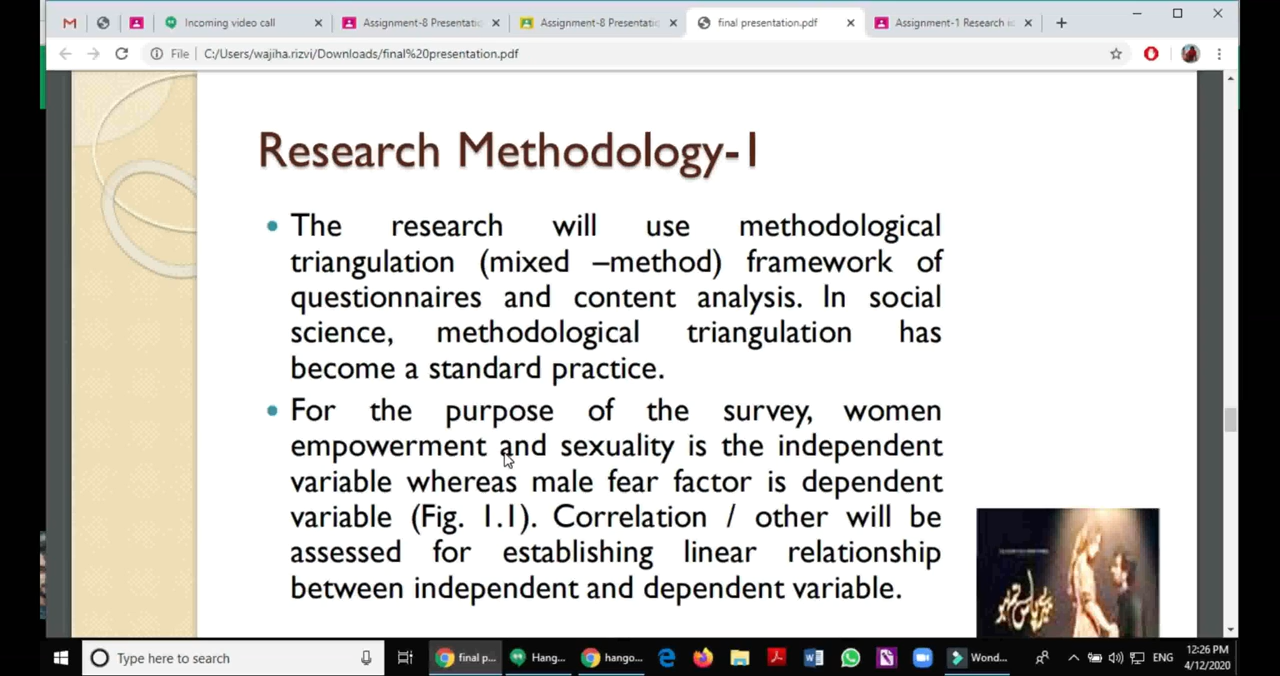 Incoming video call
Assignment-8 Presentatio
Assignment-8 Presentatio
final presentation.pdf
Assignment-1 Research is
File
C:/Users/wajiha.rizvi/Downloads/final%20presentation.pdf
Research Methodology-1
The research will use methodological
triangulation (mixed –method) framework of
questionnaires and content analysis. In social
science, methodological triangulation has
become a standard practice.
For the purpose of the survey, women
empowerment and sexuality is the independent
variable whereas male fear factor is dependent
variable (Fig. 1.1). Correlation / other will be
assessed for establishing linear relationship
between independent and dependent variable.
Type here to search
final p...
Hang...
hango...
Wond...
ENG
12:26 PM
4/12/2020